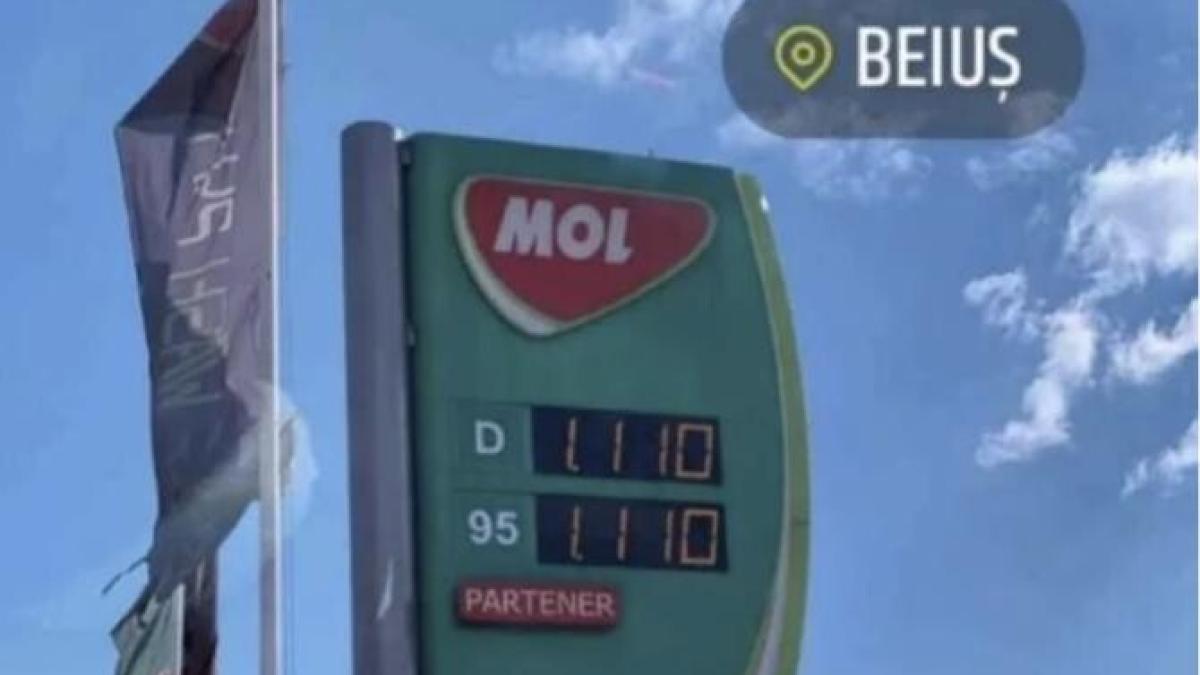 BEIUȘ
MOL
D 1.110
95 1.110
PARTENER